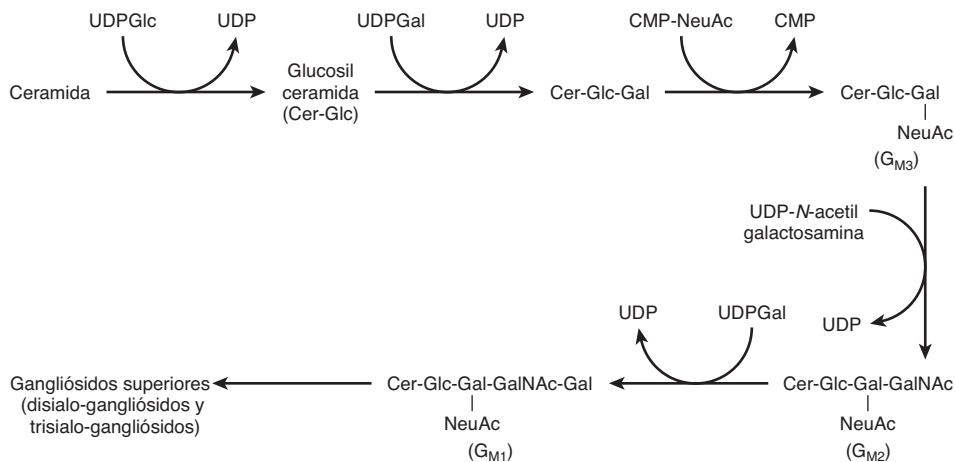 UDPGlc
UDP
UDPGal
UDP
CMP-NeuAc
CMP
Ceramida
Glucosil
ceramida
(Cer-Glc)
Cer-Glc-Gal
Cer-Glc-Gal
NeuAc
(GM3)
UDP-N-acetil
galactosamina
UDP
UDP
UDPGal
Gangliósidos superiores
(disialo-gangliósidos y
trisialo-gangliósidos)
Cer-Glc-Gal-GalNAc-Gal
NeuAc
(GM1)
Cer-Glc-Gal-GalNAc
NeuAc
(GM2)